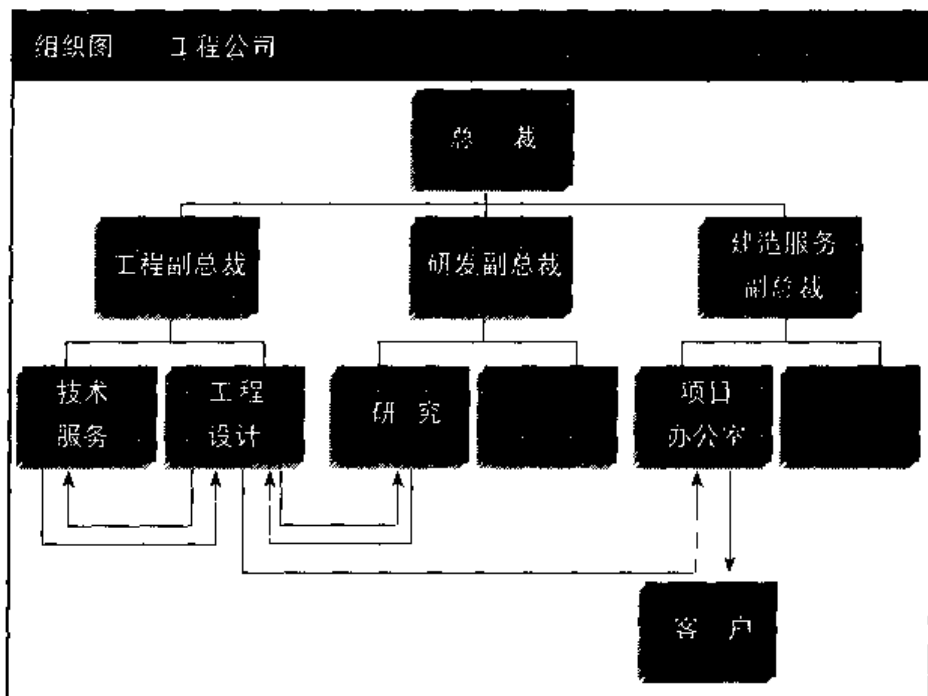 组织图 工程公司
总 裁
工程副总裁
研发副总裁
建造服务
副总裁
技术
服务
工程
设计
研 究
项目
办公室
客 户